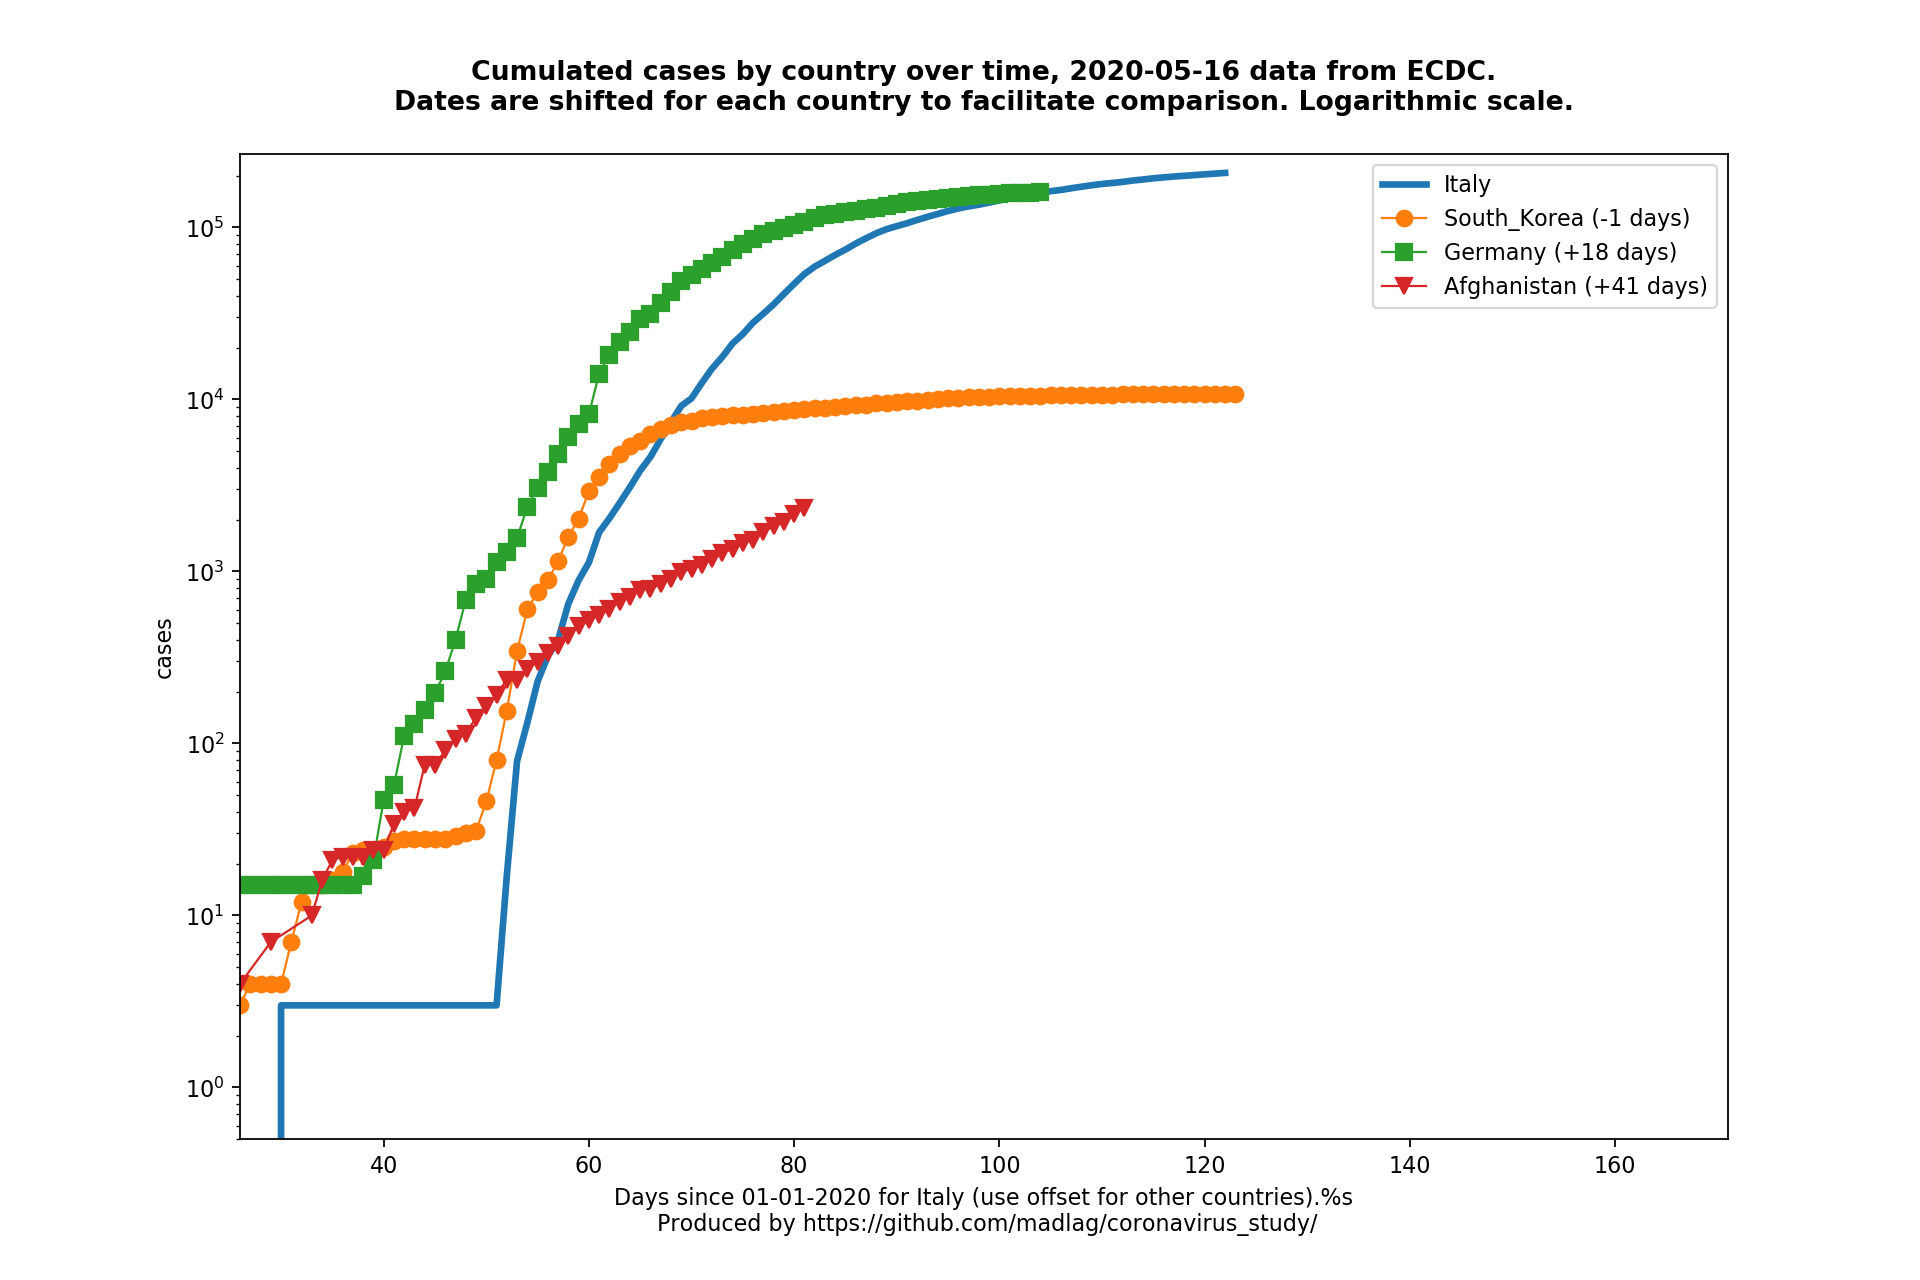 Cumulated cases by country over time, 2020-05-16 data from ECDC.
Dates are shifted for each country to facilitate comparison. Logarithmic scale.
Italy
South_Korea (-1 days)
Germany (+18 days)
Afghanistan (+41 days)
cases
10^5
10^4
10^3
10^2
10^1
10^0
40 60 80 100 120 140 160
Days since 01-01-2020 for Italy (use offset for other countries).%s
Produced by https://github.com/madlag/coronavirus_study/